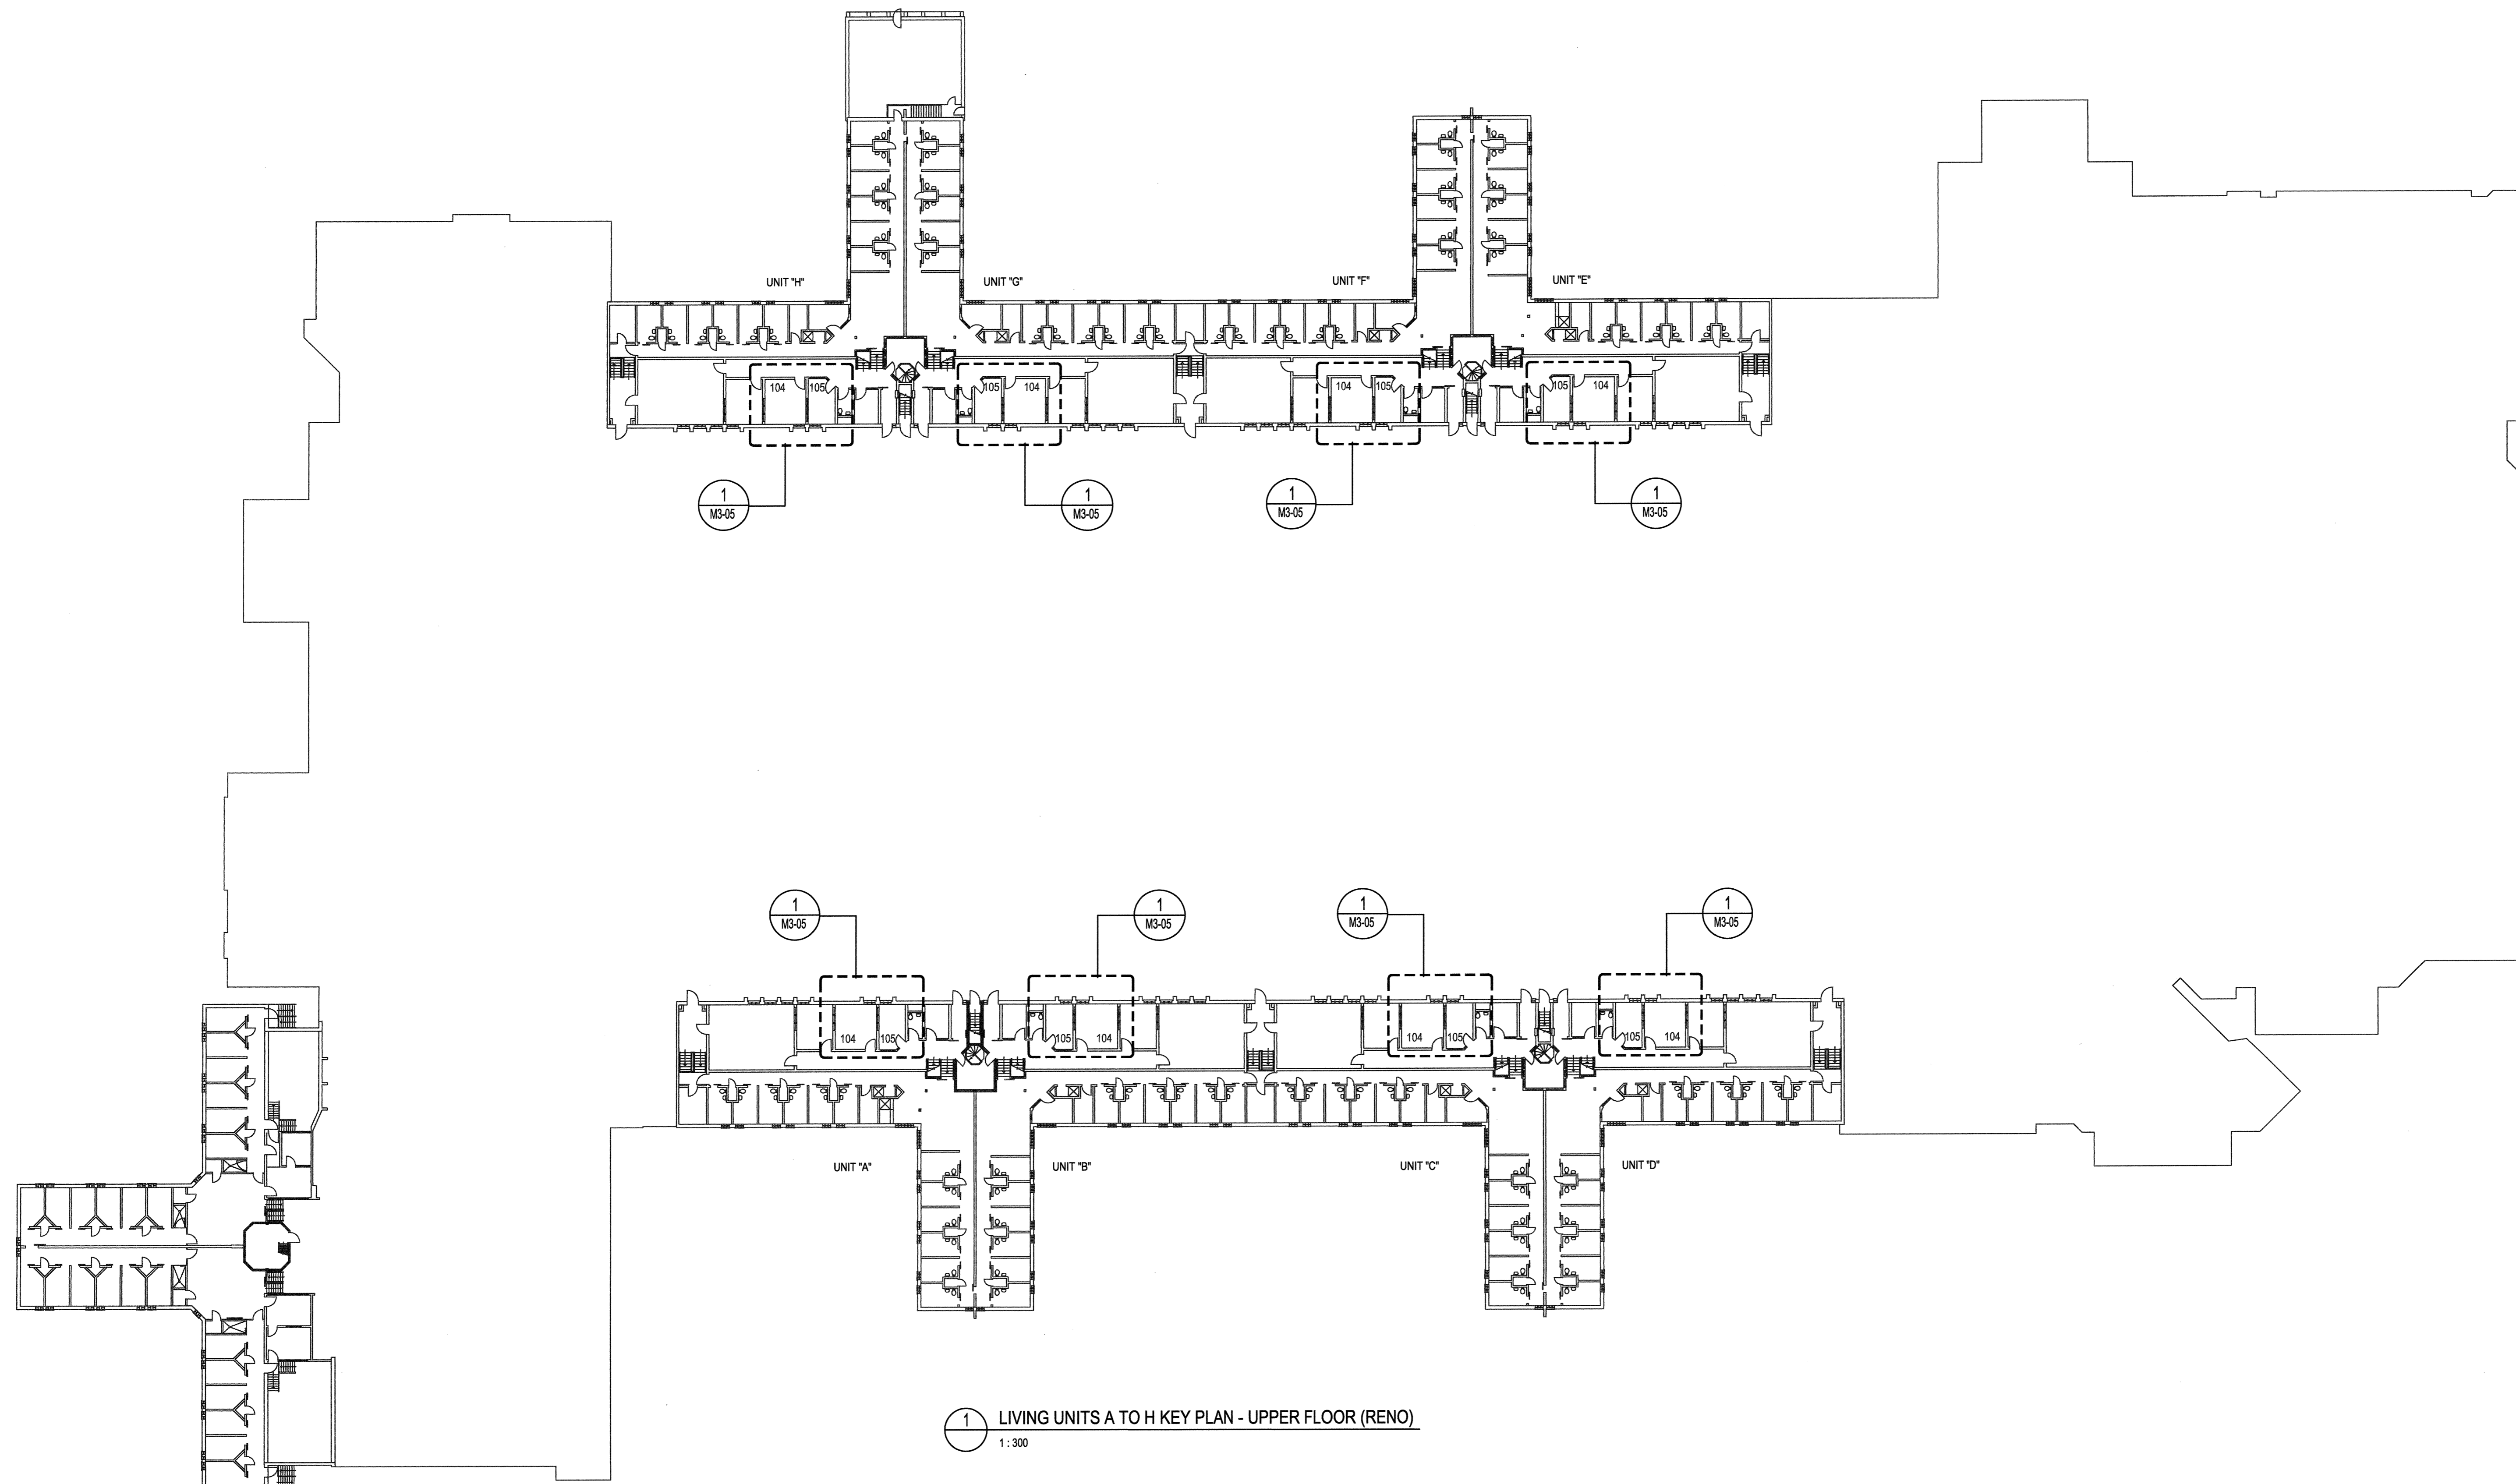 UNIT "H"
UNIT "G"
UNIT "F"
UNIT "E"
104
105
105
104
104
105
105
104
1
M3-05
1
M3-05
1
M3-05
1
M3-05
1
M3-05
1
M3-05
1
M3-05
1
M3-05
104
105
105
104
104
105
105
104
UNIT "A"
UNIT "B"
UNIT "C"
UNIT "D"
1
LIVING UNITS A TO H KEY PLAN - UPPER FLOOR (RENO)
1 : 300